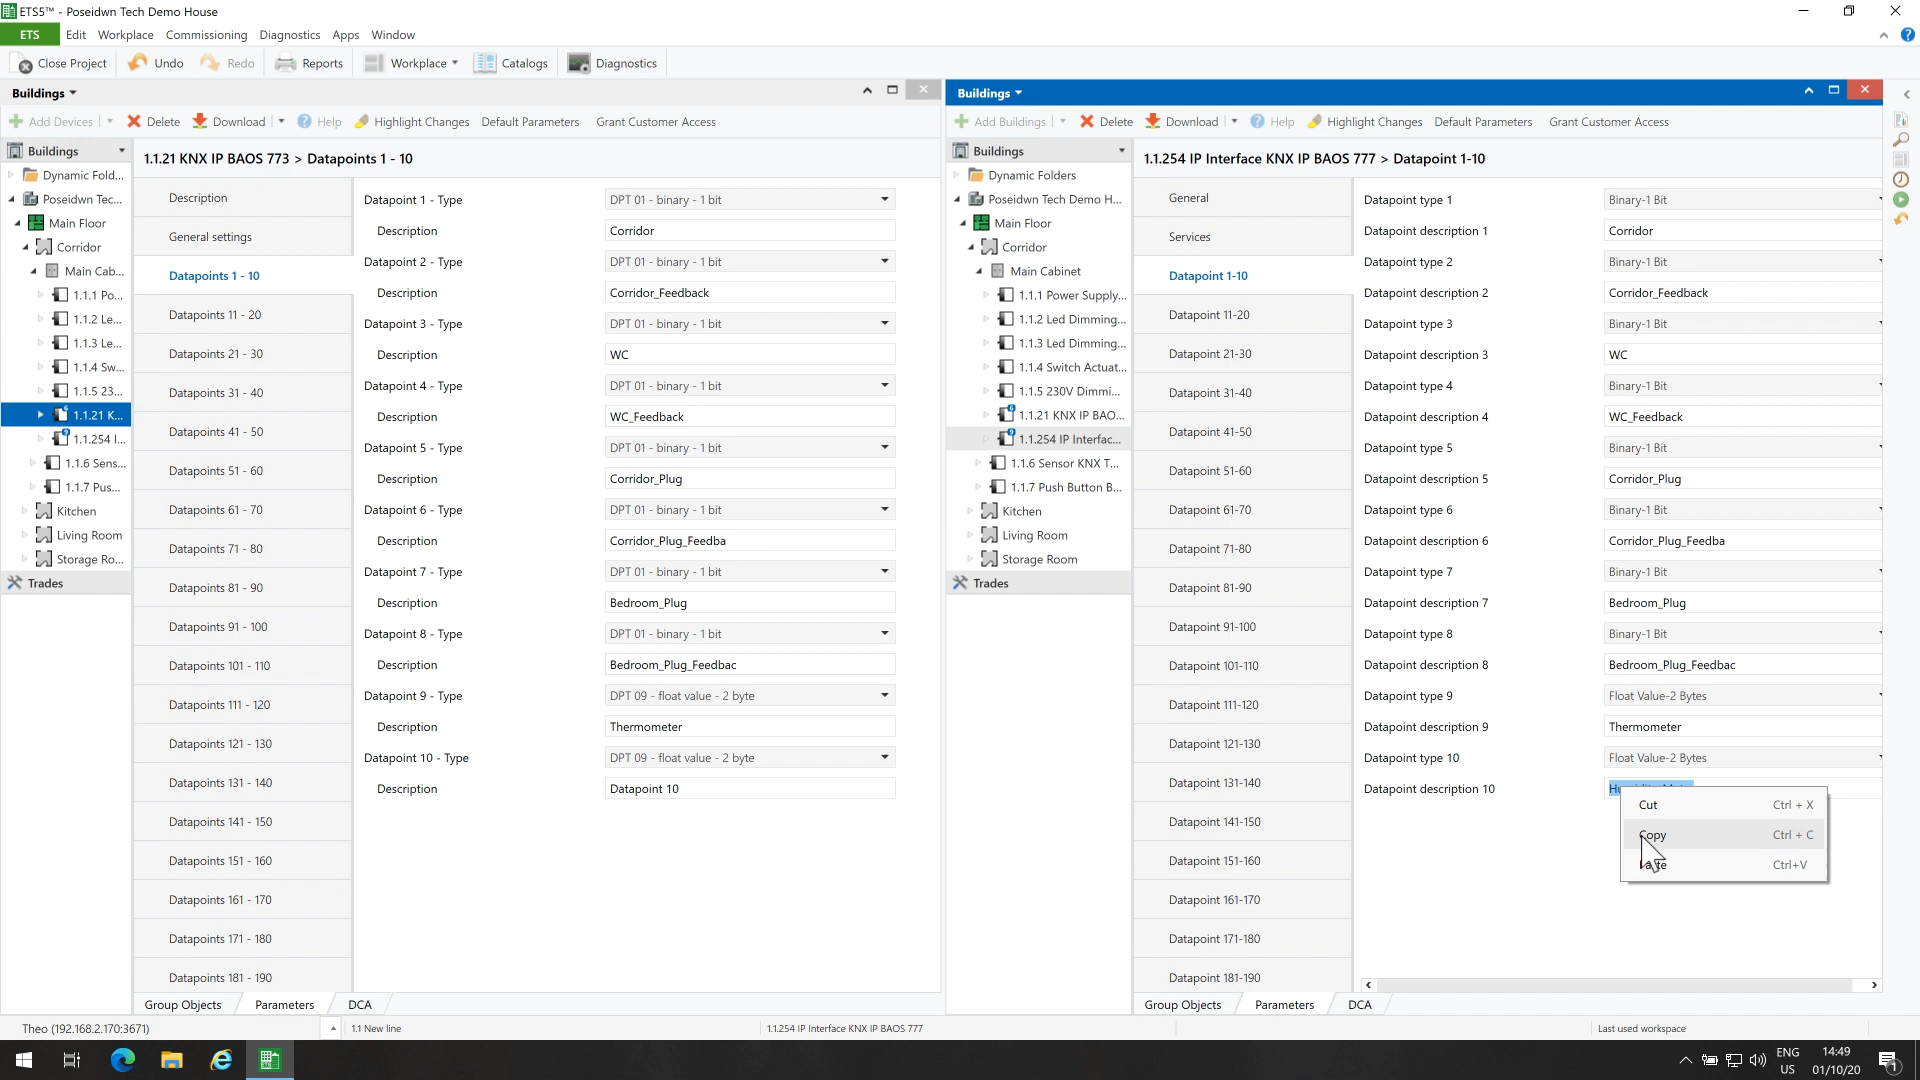 ETS5™ - Poseidwn Tech Demo House
ETS Edit Workplace Commissioning Diagnostics Apps Window
Close Project Undo Redo Reports Workplace Catalogs Diagnostics
Buildings
Add Devices Delete Download Help Highlight Changes Default Parameters Grant Customer Access
Buildings
Dynamic Fold...
Poseidwn Tec...
Main Floor
Corridor
Main Cab...
1.1.1 Po...
1.1.2 Le...
1.1.3 Le...
1.1.4 Sw...
1.1.5 23...
1.1.21 K...
1.1.254 I...
1.1.6 Sens...
1.1.7 Pus...
Kitchen
Living Room
Storage Ro...
Trades
1.1.21 KNX IP BAOS 773 > Datapoints 1 - 10
Description
General settings
Datapoints 1 - 10
Datapoints 11 - 20
Datapoints 21 - 30
Datapoints 31 - 40
Datapoints 41 - 50
Datapoints 51 - 60
Datapoints 61 - 70
Datapoints 71 - 80
Datapoints 81 - 90
Datapoints 91 - 100
Datapoints 101 - 110
Datapoints 111 - 120
Datapoints 121 - 130
Datapoints 131 - 140
Datapoints 141 - 150
Datapoints 151 - 160
Datapoints 161 - 170
Datapoints 171 - 180
Datapoints 181 - 190
Datapoint 1 - Type DPT 01 - binary - 1 bit
Description Corridor
Datapoint 2 - Type DPT 01 - binary - 1 bit
Description Corridor_Feedback
Datapoint 3 - Type DPT 01 - binary - 1 bit
Description WC
Datapoint 4 - Type DPT 01 - binary - 1 bit
Description WC_Feedback
Datapoint 5 - Type DPT 01 - binary - 1 bit
Description Corridor_Plug
Datapoint 6 - Type DPT 01 - binary - 1 bit
Description Corridor_Plug_Feedba
Datapoint 7 - Type DPT 01 - binary - 1 bit
Description Bedroom_Plug
Datapoint 8 - Type DPT 01 - binary - 1 bit
Description Bedroom_Plug_Feedbac
Datapoint 9 - Type DPT 09 - float value - 2 byte
Description Thermometer
Datapoint 10 - Type DPT 09 - float value - 2 byte
Description Datapoint 10
Group Objects Parameters DCA
Buildings
Add Buildings Delete Download Help Highlight Changes Default Parameters Grant Customer Access
Buildings
Dynamic Folders
Poseidwn Tech Demo H...
Main Floor
Corridor
Main Cabinet
1.1.1 Power Supply...
1.1.2 Led Dimming...
1.1.3 Led Dimming...
1.1.4 Switch Actuat...
1.1.5 230V Dimmi...
1.1.21 KNX IP BAO...
1.1.254 IP Interfac...
1.1.6 Sensor KNX T...
1.1.7 Push Button B...
Kitchen
Living Room
Storage Room
Trades
1.1.254 IP Interface KNX IP BAOS 777 > Datapoint 1-10
General
Services
Datapoint 1-10
Datapoint 11-20
Datapoint 21-30
Datapoint 31-40
Datapoint 41-50
Datapoint 51-60
Datapoint 61-70
Datapoint 71-80
Datapoint 81-90
Datapoint 91-100
Datapoint 101-110
Datapoint 111-120
Datapoint 121-130
Datapoint 131-140
Datapoint 141-150
Datapoint 151-160
Datapoint 161-170
Datapoint 171-180
Datapoint 181-190
Datapoint type 1 Binary-1 Bit
Datapoint description 1 Corridor
Datapoint type 2 Binary-1 Bit
Datapoint description 2 Corridor_Feedback
Datapoint type 3 Binary-1 Bit
Datapoint description 3 WC
Datapoint type 4 Binary-1 Bit
Datapoint description 4 WC_Feedback
Datapoint type 5 Binary-1 Bit
Datapoint description 5 Corridor_Plug
Datapoint type 6 Binary-1 Bit
Datapoint description 6 Corridor_Plug_Feedba
Datapoint type 7 Binary-1 Bit
Datapoint description 7 Bedroom_Plug
Datapoint type 8 Binary-1 Bit
Datapoint description 8 Bedroom_Plug_Feedbac
Datapoint type 9 Float Value-2 Bytes
Datapoint description 9 Thermometer
Datapoint type 10 Float Value-2 Bytes
Datapoint description 10
Cut Ctrl + X
Copy Ctrl + C
Ctrl+V
Group Objects Parameters DCA
Theo (192.168.2.170:3671) 1.1 New line 1.1.254 IP Interface KNX IP BAOS 777 Last used workspace
ENG
US
14:49
01/10/20
1